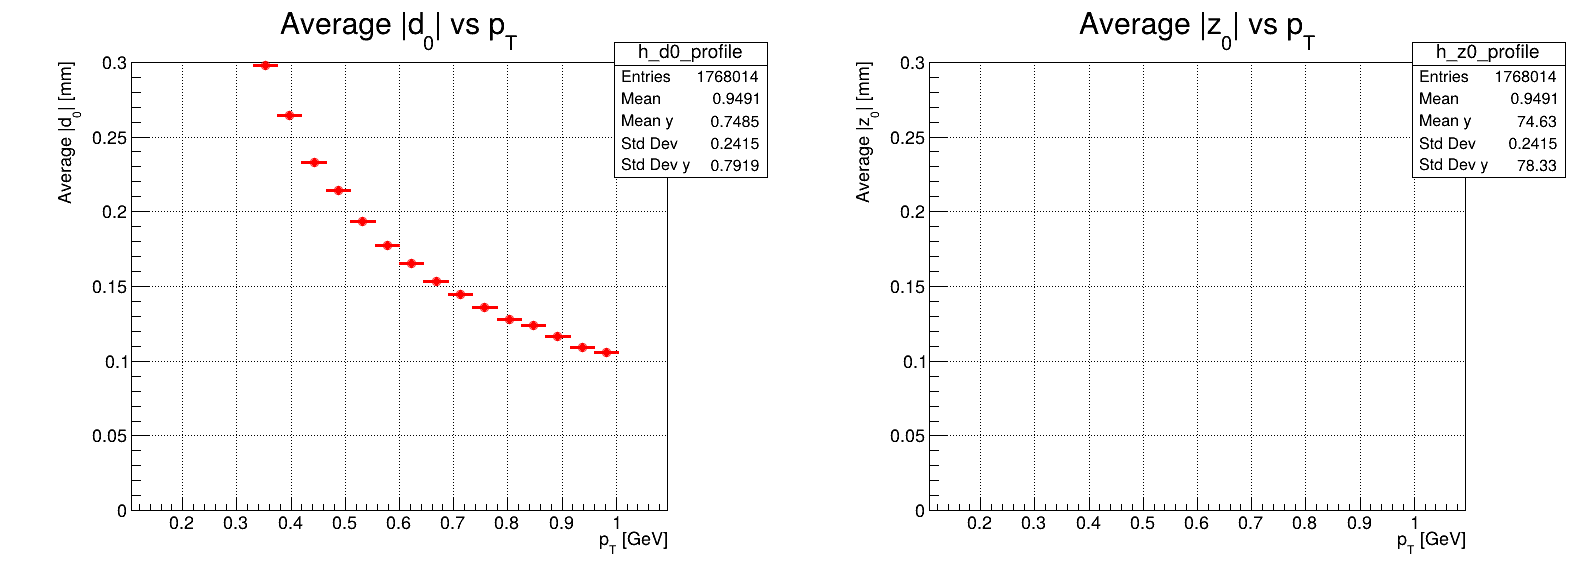 Average |d0| vs pT
h_d0_profile
Entries 1768014
Mean 0.9491
Mean y 0.7485
Std Dev 0.2415
Std Dev y 0.7919
Average |d0| [mm]
0.3
0.25
0.2
0.15
0.1
0.05
0
0.2 0.3 0.4 0.5 0.6 0.7 0.8 0.9 1
pT [GeV]
Average |z0| vs pT
h_z0_profile
Entries 1768014
Mean 0.9491
Mean y 74.63
Std Dev 0.2415
Std Dev y 78.33
Average |z0| [mm]
0.3
0.25
0.2
0.15
0.1
0.05
0
0.2 0.3 0.4 0.5 0.6 0.7 0.8 0.9 1
pT [GeV]